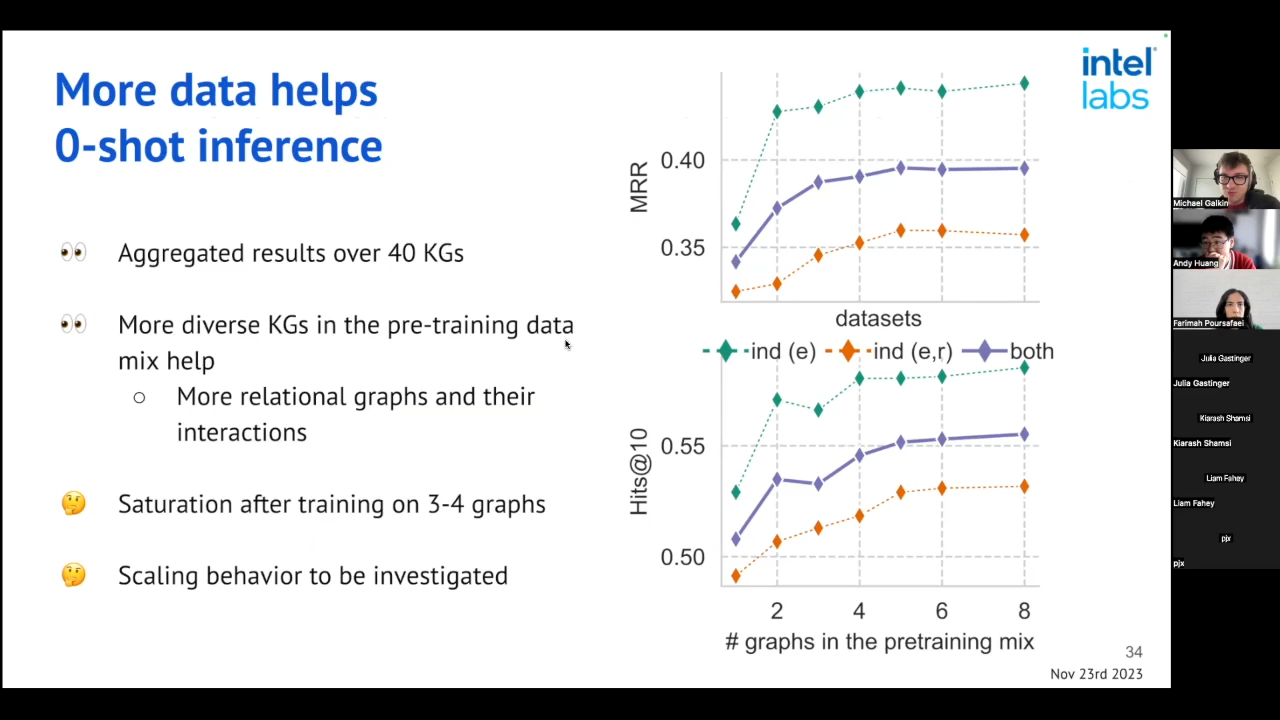 More data helps
0-shot inference
intel
labs
Aggregated results over 40 KGs
More diverse KGs in the pre-training data
mix help
More relational graphs and their
interactions
Saturation after training on 3-4 graphs
Scaling behavior to be investigated
MRR
0.40
0.35
datasets
ind (e)
ind (e,r)
both
Hits@10
0.55
0.50
2
4
6
8
# graphs in the pretraining mix
34
Nov 23rd 2023
Michael Galkin
Andy Huang
Farimah Poursafaei
Julia Gastinger
Julia Gastinger
Kiarash Shamsi
Kiarash Shamsi
Liam Fahey
Liam Fahey
pjx
pjx